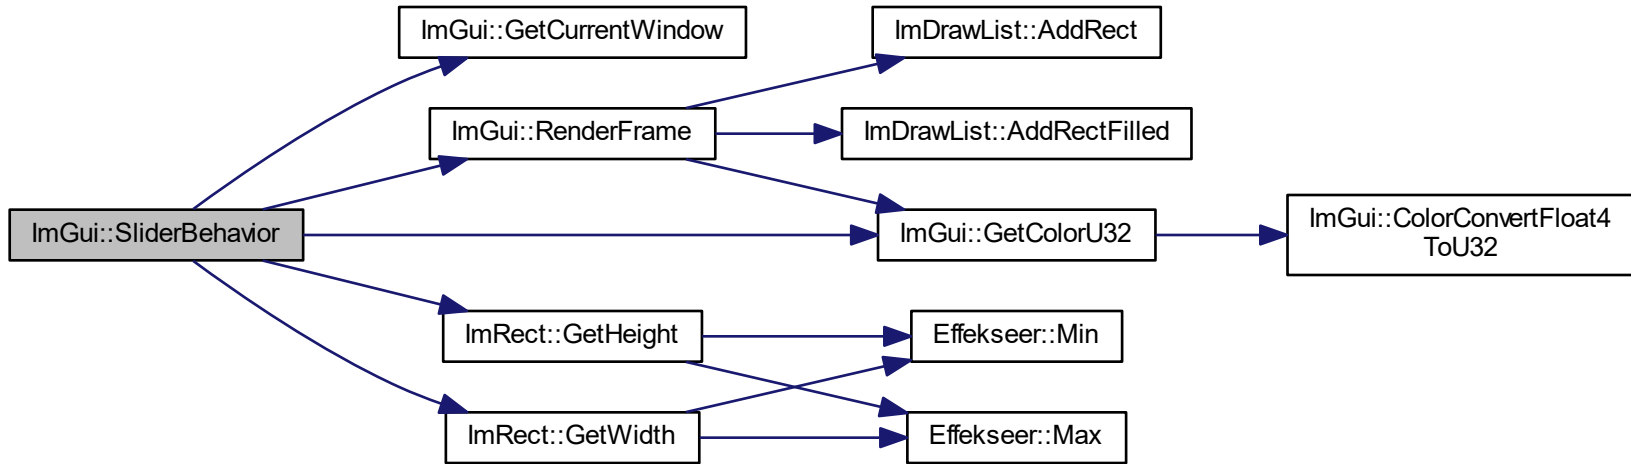 ImGui::SliderBehavior
ImGui::GetCurrentWindow
ImGui::RenderFrame
ImRect::GetHeight
ImRect::GetWidth
ImDrawList::AddRect
ImDrawList::AddRectFilled
ImGui::GetColorU32
Effekseer::Min
Effekseer::Max
ImGui::ColorConvertFloat4
ToU32